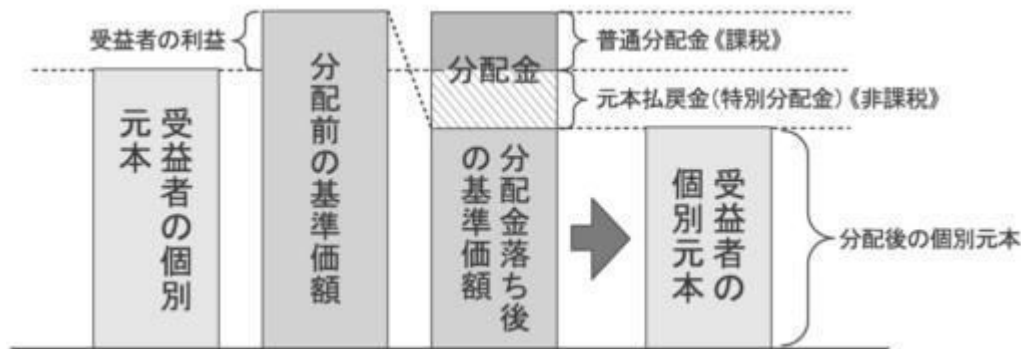 受益者の利益
受益者の個別
元本
分配前の基準価額
分配金
分配金落ち後
の基準価額
普通分配金《課税》
元本払戻金(特別分配金)《非課税》
受益者の
個別元本
分配後の個別元本